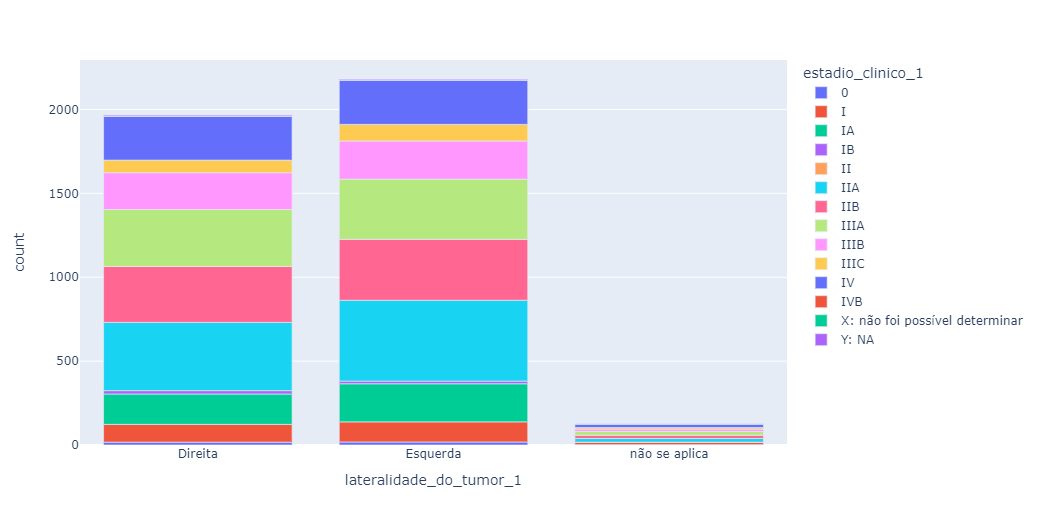 estadio_clinico_1
0
I
IA
IB
II
IIA
IIB
IIIA
IIIB
IIIC
IV
IVB
X: não foi possível determinar
Y: NA
count
2000
1500
1000
500
0
Direita
Esquerda
não se aplica
lateralidade_do_tumor_1